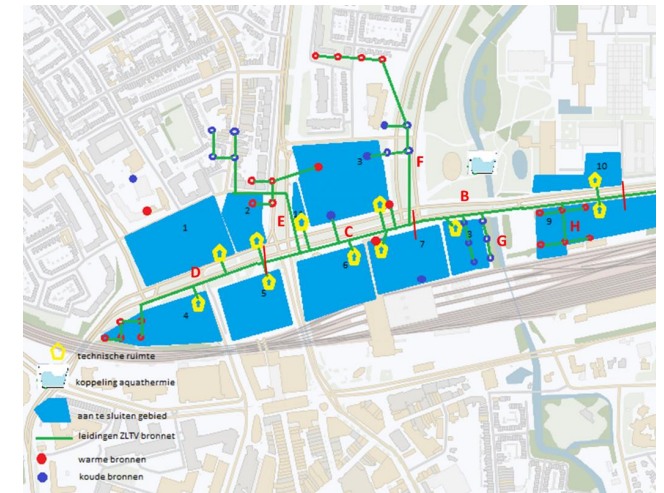 10
3
F
B
2
1
E
C
7
8
G
9
H
D
6
5
4
technische ruimte
koppeling aquathermie
aan te sluiten gebied
leidingen ZLTV bronnet
warme bronnen
koude bronnen